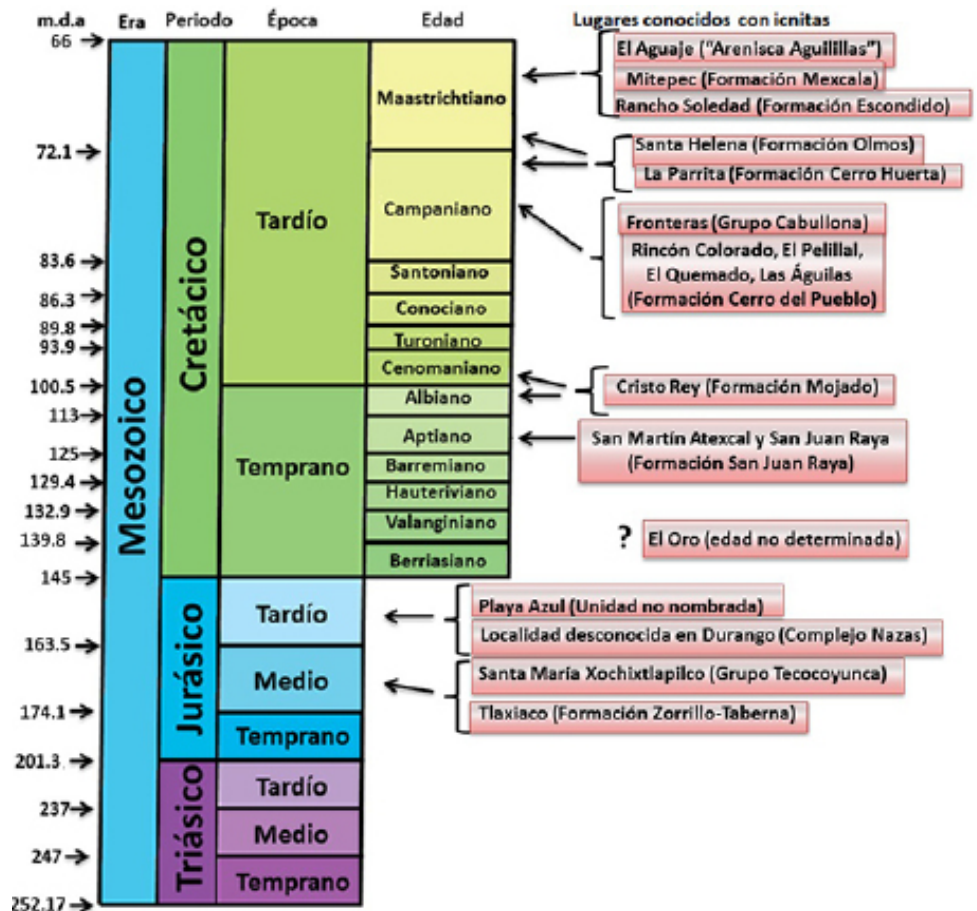 m.d.a Era Periodo Época Edad Lugares conocidos con icnitas
66
72.1
83.6
86.3
89.8
93.9
100.5
113
125
129.4
132.9
139.8
145
163.5
174.1
201.3
237
247
252.17
Mesozoico
Cretácico
Jurásico
Triásico
Tardío
Temprano
Tardío
Medio
Temprano
Tardío
Medio
Temprano
Maastrichtiano
Campaniano
Santoniano
Conociano
Turoniano
Cenomaniano
Albiano
Aptiano
Barremiano
Hauteriviano
Valanginiano
Berriasiano
El Aguaje ("Arenisca Aguilillas")
Mitepec (Formación Mexcala)
Rancho Soledad (Formación Escondido)
Santa Helena (Formación Olmos)
La Parrita (Formación Cerro Huerta)
Fronteras (Grupo Cabullona)
Rincón Colorado, El Pelillal,
El Quemado, Las Águilas
(Formación Cerro del Pueblo)
Cristo Rey (Formación Mojado)
San Martín Atexcal y San Juan Raya
(Formación San Juan Raya)
? El Oro (edad no determinada)
Playa Azul (Unidad no nombrada)
Localidad desconocida en Durango (Complejo Nazas)
Santa María Xochixtlapilco (Grupo Tecocoyunca)
Tlaxiaco (Formación Zorrillo-Taberna)